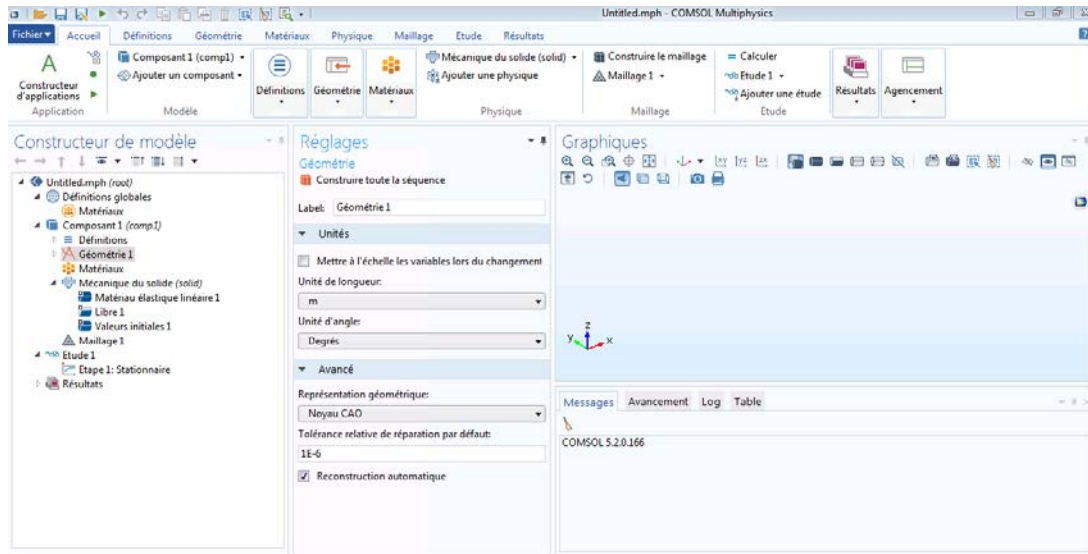 Untitled.mph - COMSOL Multiphysics
Fichier Accueil Définitions Géométrie Matériaux Physique Maillage Etude Résultats
A Composant 1 (comp1) Mécanique du solide (solid) Construire le maillage = Calculer
Constructeur d'applications Ajouter un composant Définitions Géométrie Matériaux Ajouter une physique Maillage 1 Etude 1 Ajouter une étude Résultats Agencement
Application Modèle Physique Maillage Etude
Constructeur de modèle
Untitled.mph (root)
Définitions globales
Matériaux
Composant 1 (comp1)
Définitions
Géométrie 1
Matériaux
Mécanique du solide (solid)
Matériau élastique linéaire 1
Libre 1
Valeurs initiales 1
Maillage 1
Etude 1
Etape 1: Stationnaire
Résultats
Réglages
Géométrie
Construire toute la séquence
Label: Géométrie 1
Unités
Mettre à l'échelle les variables lors du changement
Unité de longueur:
m
Unité d'angle:
Degrés
Avancé
Représentation géométrique:
Noyau CAO
Tolérance relative de réparation par défaut:
1E-6
Reconstruction automatique
Graphiques
z
y x
Messages Avancement Log Table
COMSOL 5.2.0.166